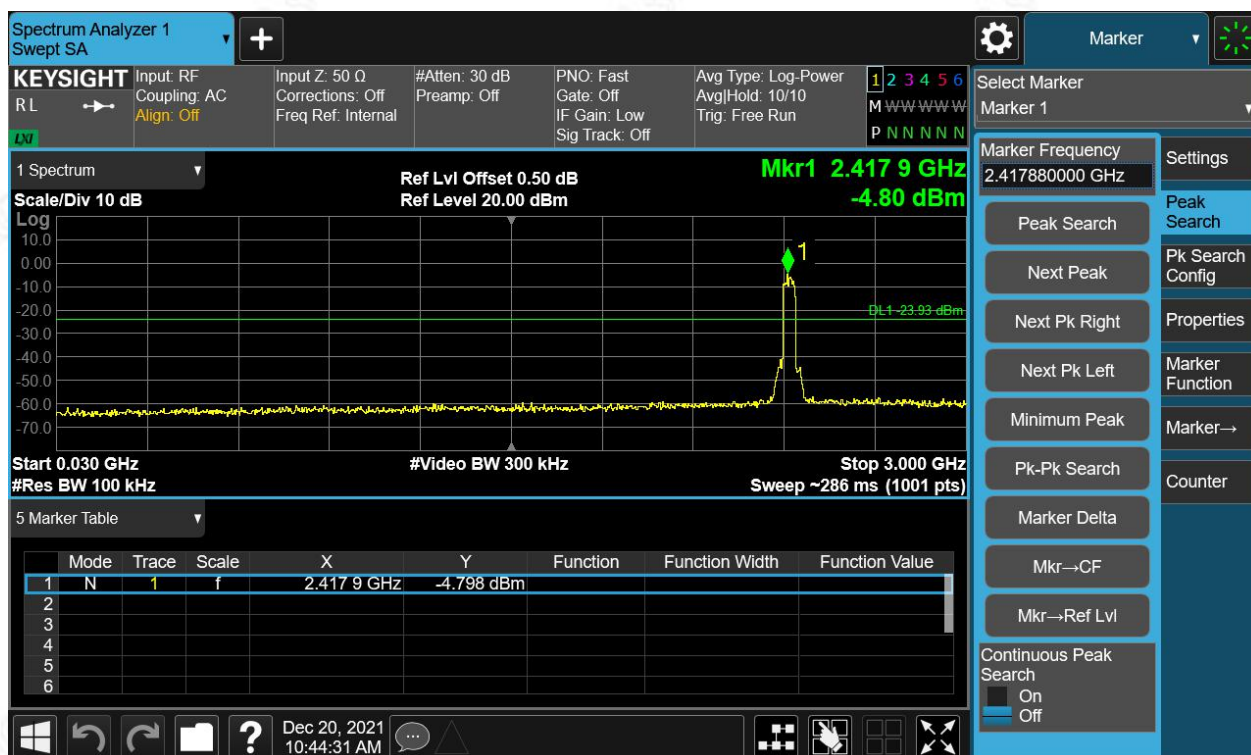 Spectrum Analyzer 1
Swept SA
+
Marker
KEYSIGHT
RL
LXI
Input: RF
Coupling: AC
Align: Off
Input Z: 50 Ω
Corrections: Off
Freq Ref: Internal
#Atten: 30 dB
Preamp: Off
PNO: Fast
Gate: Off
IF Gain: Low
Sig Track: Off
Avg Type: Log-Power
Avg|Hold: 10/10
Trig: Free Run
1 2 3 4 5 6
M W W W W W
P N N N N N
Select Marker
Marker 1
1 Spectrum
Scale/Div 10 dB
Ref Lvl Offset 0.50 dB
Ref Level 20.00 dBm
Mkr1 2.417 9 GHz
-4.80 dBm
Log
10.0
0.00
-10.0
-20.0
-30.0
-40.0
-50.0
-60.0
-70.0
1
DL1 -23.93 dBm
Start 0.030 GHz
#Video BW 300 kHz
Stop 3.000 GHz
#Res BW 100 kHz
Sweep ~286 ms (1001 pts)
5 Marker Table
Mode Trace Scale X Y Function Function Width Function Value
1 N 1 f 2.417 9 GHz -4.798 dBm
2
3
4
5
6
Marker Frequency
2.417880000 GHz
Peak Search
Next Peak
Next Pk Right
Next Pk Left
Minimum Peak
Pk-Pk Search
Marker Delta
Mkr→CF
Mkr→Ref Lvl
Continuous Peak
Search
On
Off
Settings
Peak
Search
Pk Search
Config
Properties
Marker
Function
Marker→
Counter
?
Dec 20, 2021
10:44:31 AM